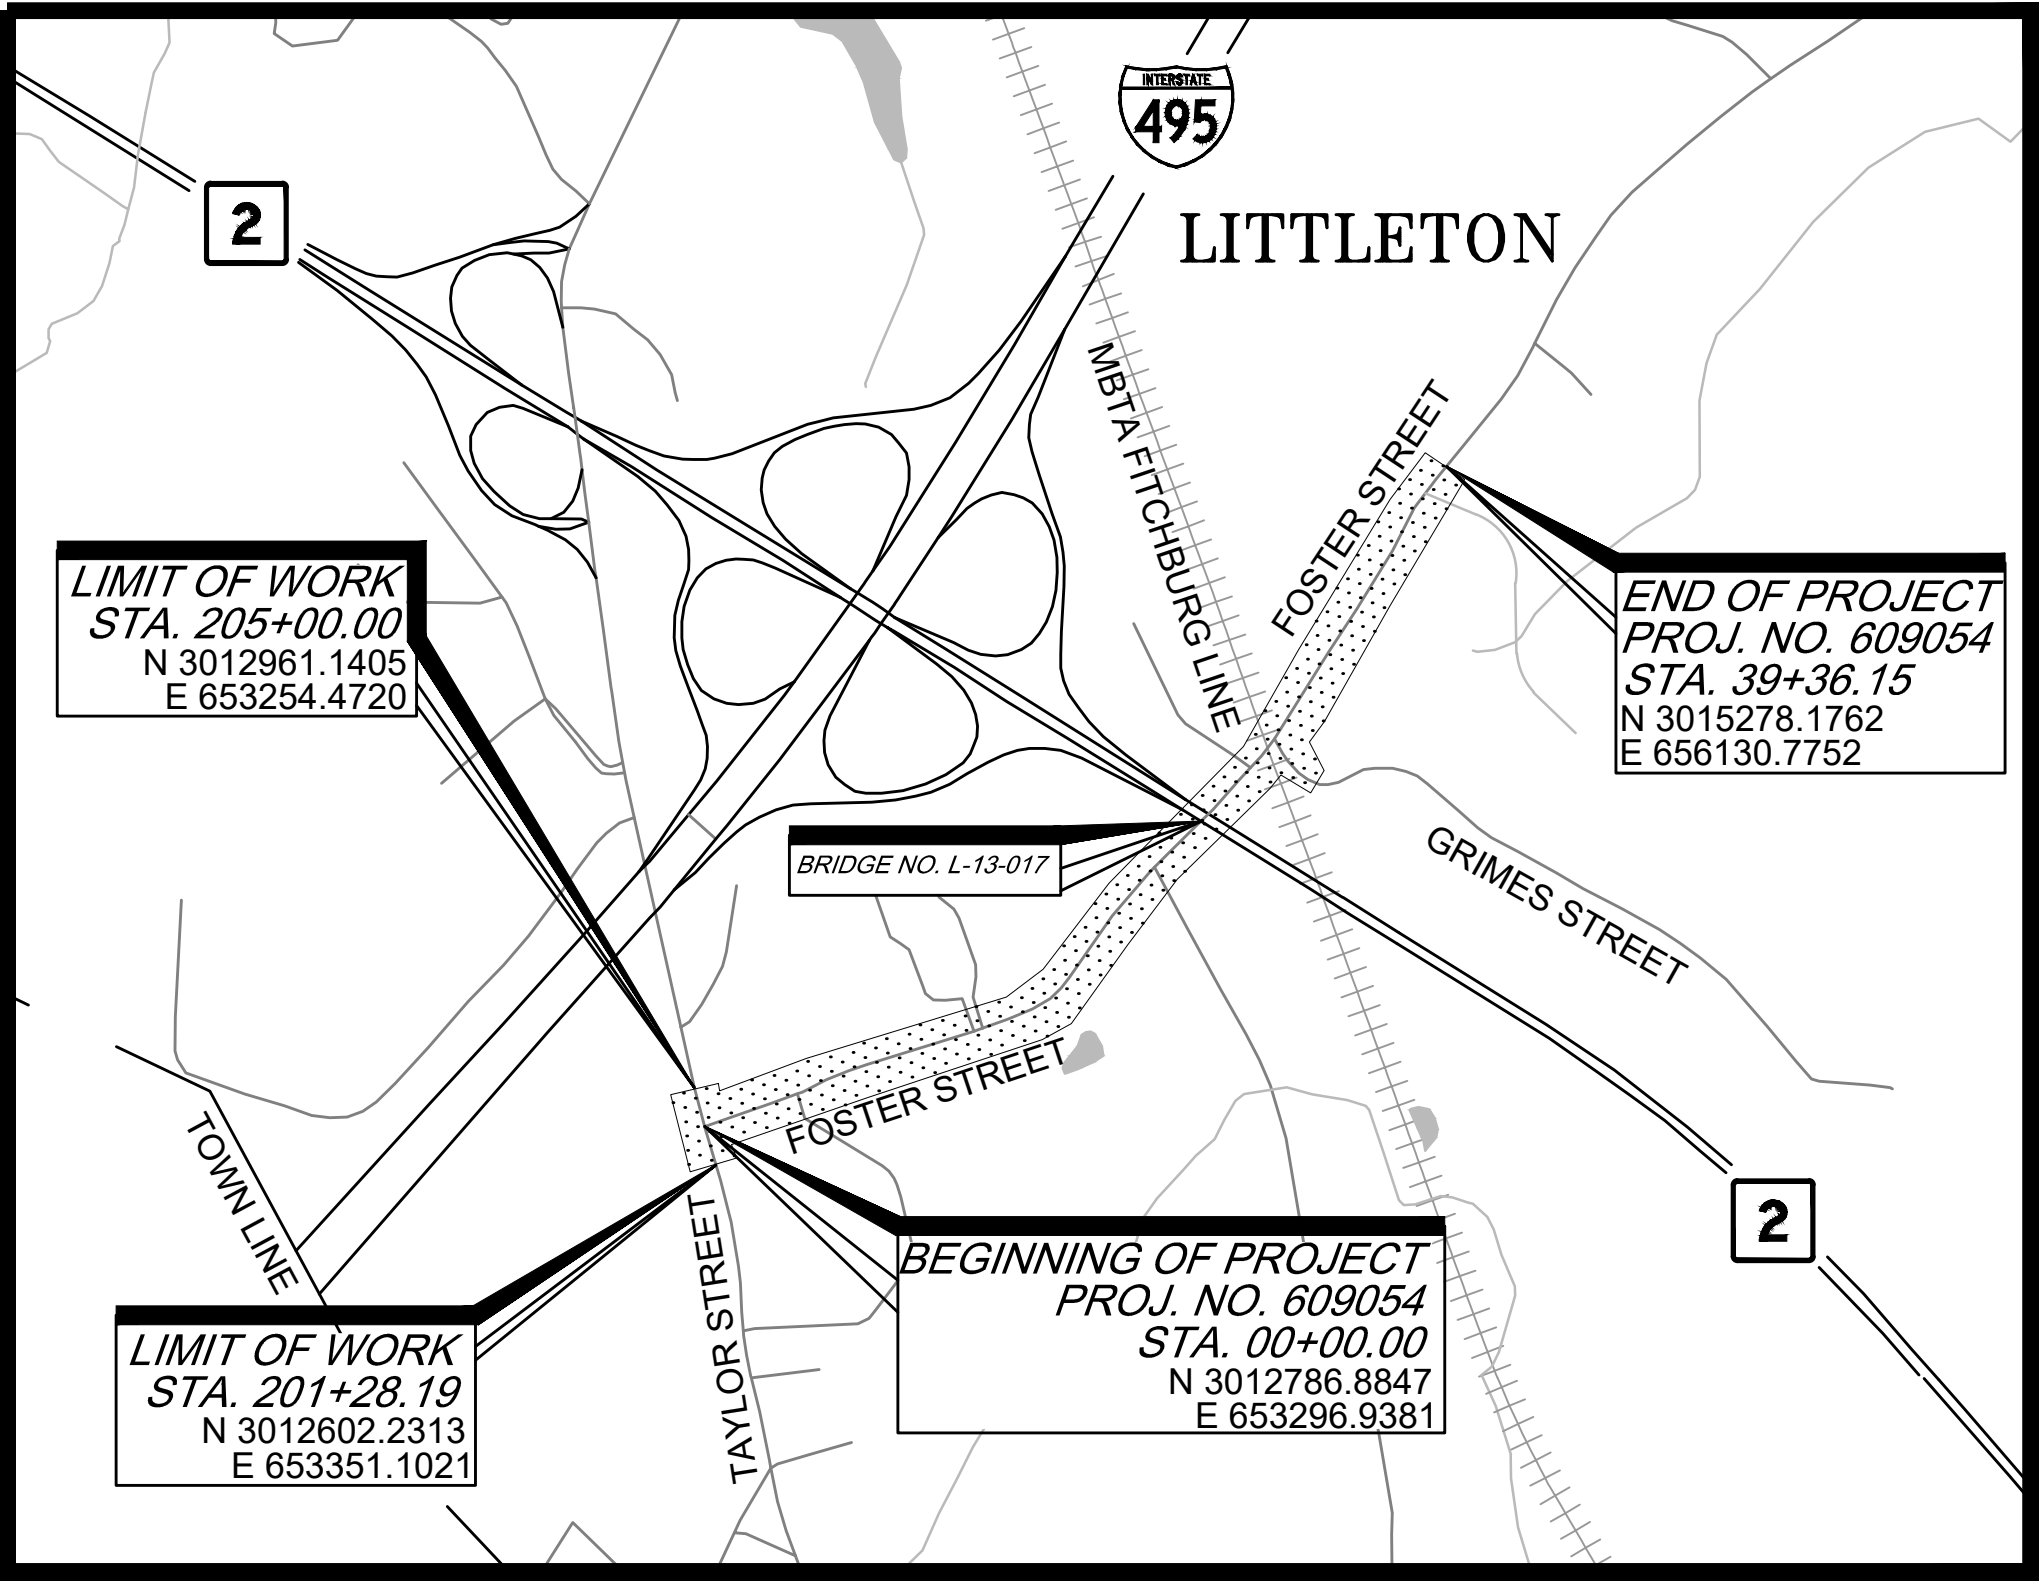 INTERSTATE
495
2
LITTLETON
MBTA FITCHBURG LINE
FOSTER STREET
LIMIT OF WORK
STA. 205+00.00
N 3012961.1405
E 653254.4720
END OF PROJECT
PROJ. NO. 609054
STA. 39+36.15
N 3015278.1762
E 656130.7752
BRIDGE NO. L-13-017
GRIMES STREET
FOSTER STREET
TOWN LINE
TAYLOR STREET
2
BEGINNING OF PROJECT
PROJ. NO. 609054
STA. 00+00.00
N 3012786.8847
E 653296.9381
LIMIT OF WORK
STA. 201+28.19
N 3012602.2313
E 653351.1021